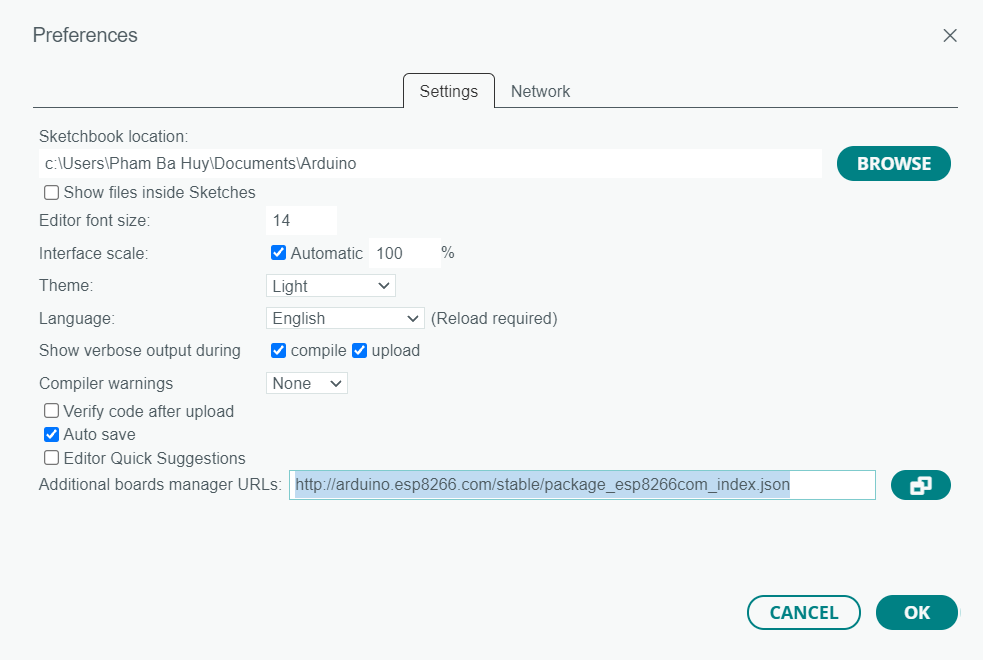 Preferences
Settings Network
Sketchbook location:
c:\Users\Pham Ba Huy\Documents\Arduino
BROWSE
Show files inside Sketches
Editor font size: 14
Interface scale: Automatic 100 %
Theme: Light
Language: English (Reload required)
Show verbose output during compile upload
Compiler warnings None
Verify code after upload
Auto save
Editor Quick Suggestions
Additional boards manager URLs: http://arduino.esp8266.com/stable/package_esp8266com_index.json
CANCEL OK